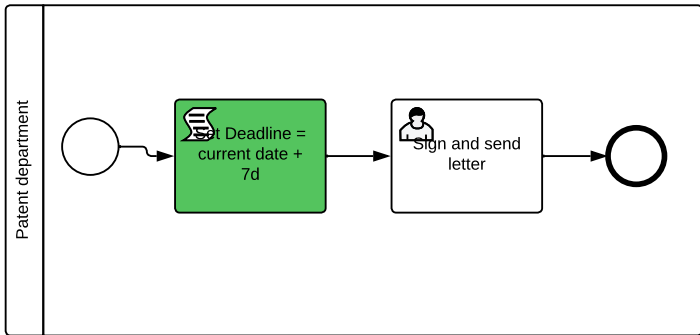 Patent department
Set Deadline =
current date +
7d
Sign and send
letter